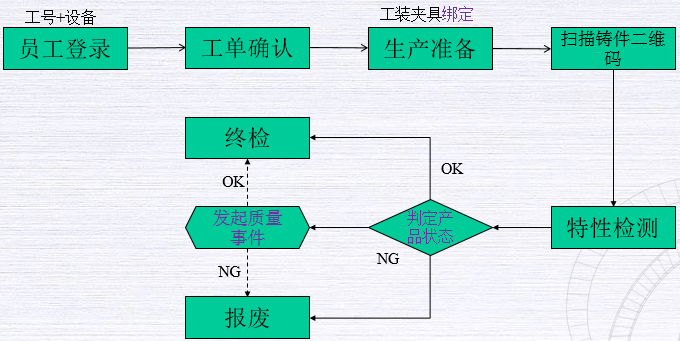 工号+设备
工装夹具绑定
员工登录
工单确认
生产准备
扫描铸件二维
码
终检
OK
OK
发起质量
事件
判定产
品状态
特性检测
NG
NG
报废